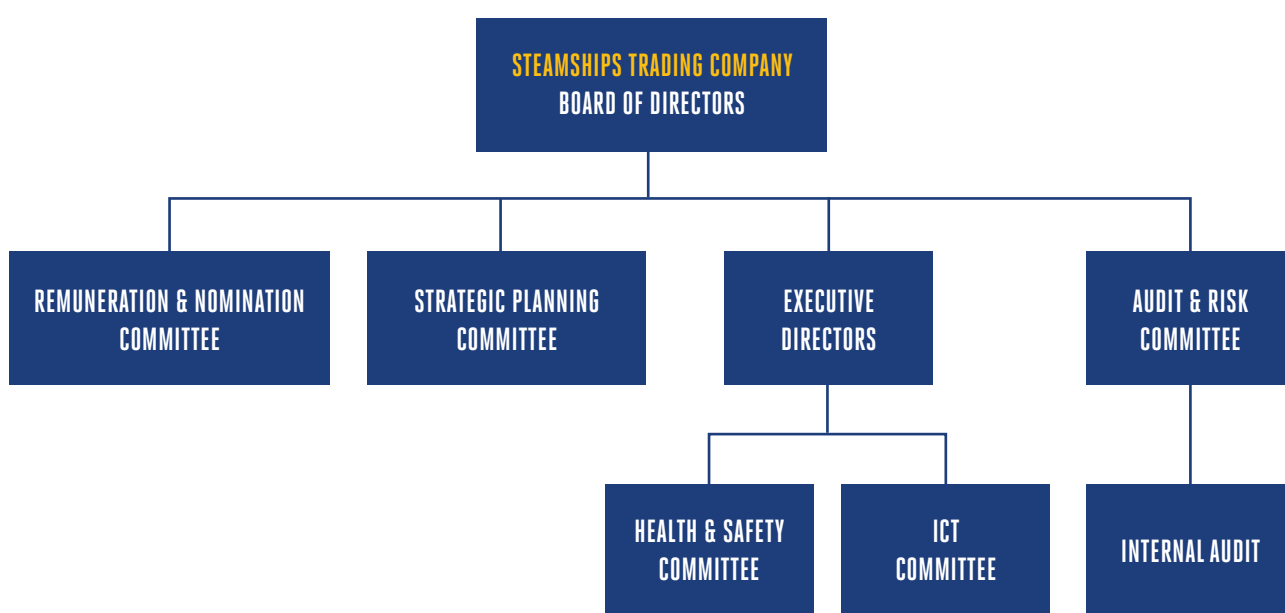 STEAMSHIPS TRADING COMPANY
BOARD OF DIRECTORS
REMUNERATION & NOMINATION
COMMITTEE
STRATEGIC PLANNING
COMMITTEE
EXECUTIVE
DIRECTORS
AUDIT & RISK
COMMITTEE
HEALTH & SAFETY
COMMITTEE
ICT
COMMITTEE
INTERNAL AUDIT